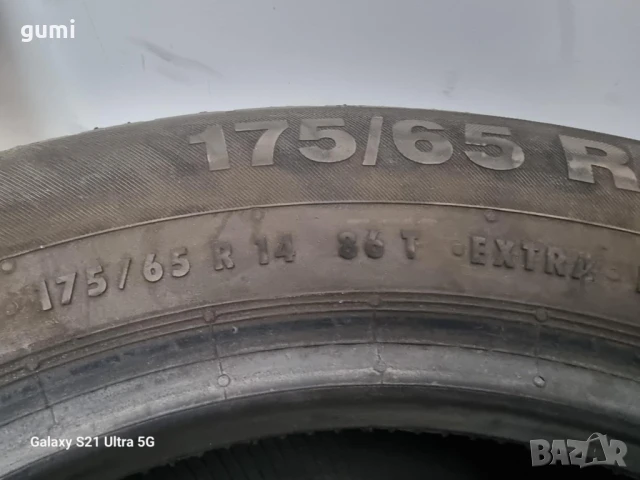 gumi
175/65 R
175/65 R 14 86 T · EXTRA
Galaxy S21 Ultra 5G
BAZAR